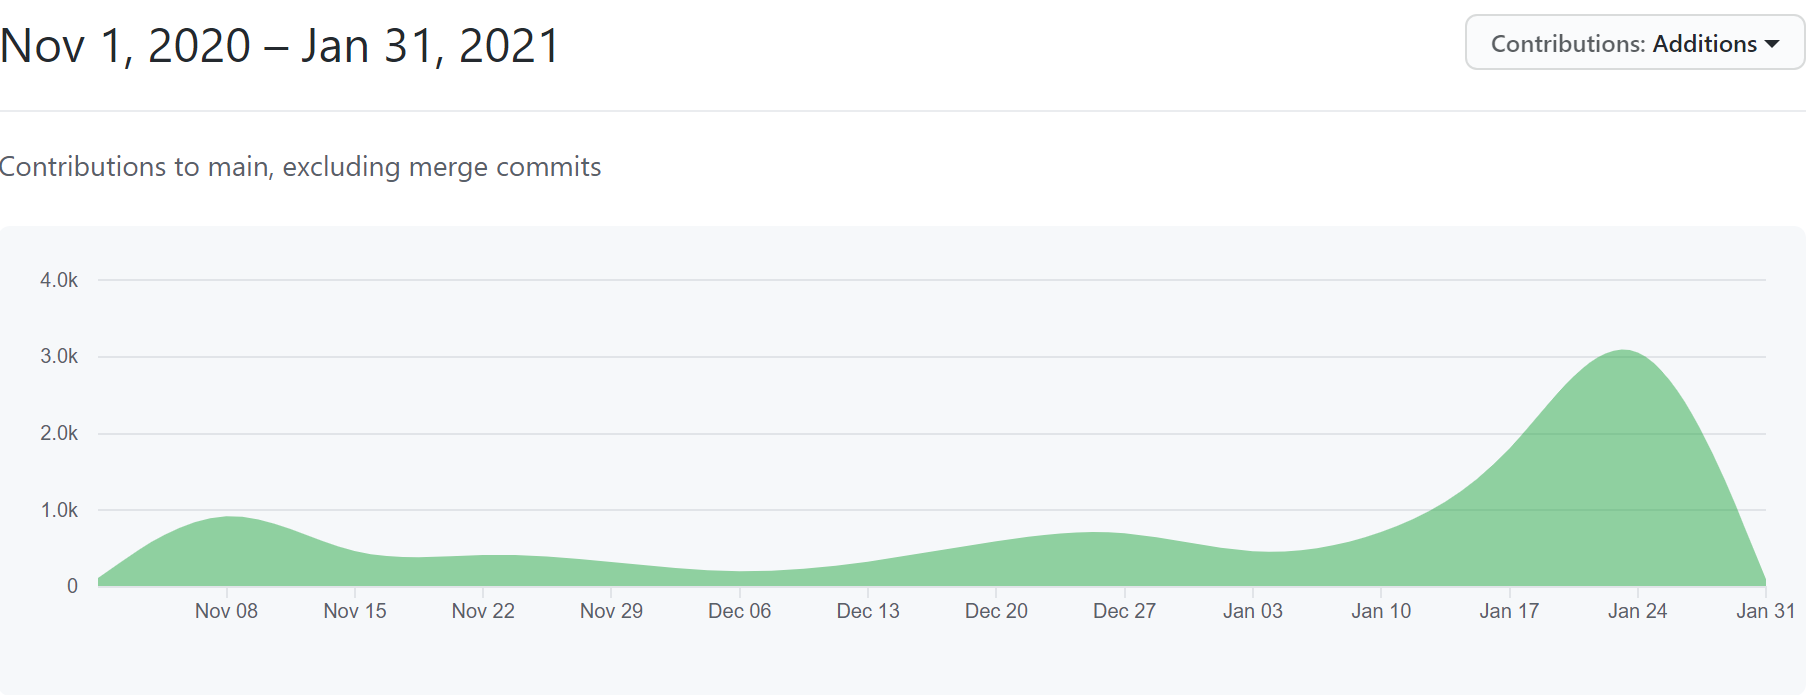 Nov 1, 2020 – Jan 31, 2021
Contributions: Additions
Contributions to main, excluding merge commits
4.0k
3.0k
2.0k
1.0k
0
Nov 08 Nov 15 Nov 22 Nov 29 Dec 06 Dec 13 Dec 20 Dec 27 Jan 03 Jan 10 Jan 17 Jan 24 Jan 31